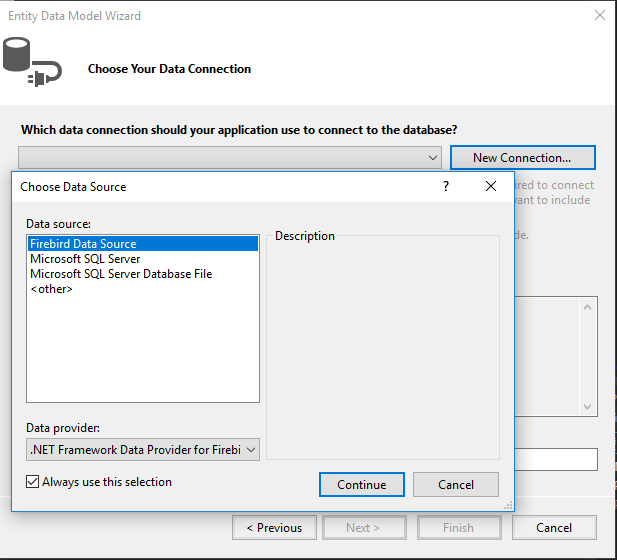 Entity Data Model Wizard
Choose Your Data Connection
Which data connection should your application use to connect to the database?
New Connection...
ired to connect
Choose Data Source
?
ant to include
Data source:
Description
de.
Firebird Data Source
Microsoft SQL Server
Microsoft SQL Server Database File
<other>
Data provider:
.NET Framework Data Provider for Firebi
Always use this selection
Continue
Cancel
< Previous
Next >
Finish
Cancel